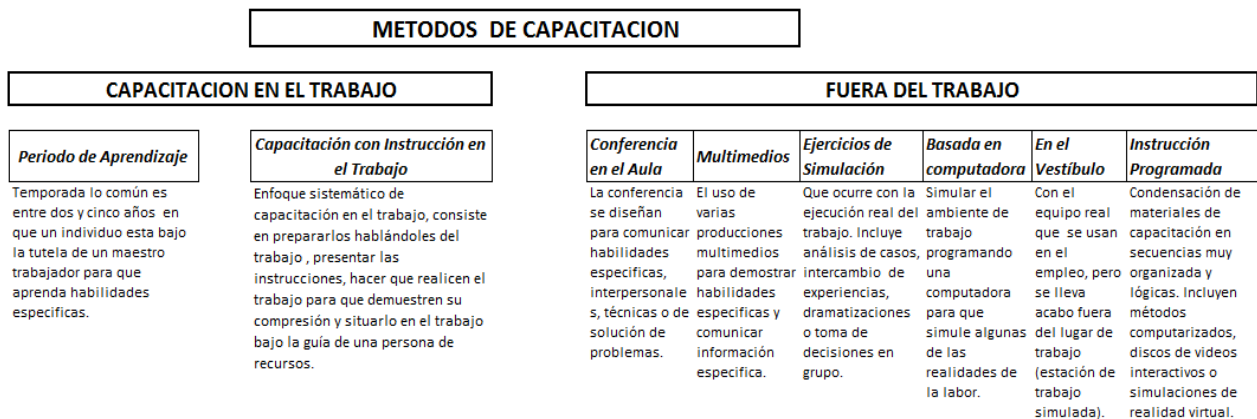 METODOS DE CAPACITACION
CAPACITACION EN EL TRABAJO
Periodo de Aprendizaje
Temporada lo común es
entre dos y cinco años en
que un individuo esta bajo
la tutela de un maestro
trabajador para que
aprenda habilidades
especificas.
Capacitación con Instrucción en
el Trabajo
Enfoque sistemático de
capacitación en el trabajo, consiste
en prepararlos hablándoles del
trabajo , presentar las
instrucciones, hacer que realicen el
trabajo para que demuestren su
compresión y situarlo en el trabajo
bajo la guía de una persona de
recursos.
FUERA DEL TRABAJO
Conferencia
en el Aula
La conferencia
se diseñan
para comunicar
habilidades
especificas,
interpersonale
s, técnicas o de
solución de
problemas.
Multimedios
El uso de
varias
producciones
multimedios
para demostrar
habilidades
especificas y
comunicar
información
especifica.
Ejercicios de
Simulación
Que ocurre con la
ejecución real del
trabajo. Incluye
análisis de casos,
intercambio de
experiencias,
dramatizaciones
o toma de
decisiones en
grupo.
Basada en
computadora
Simular el
ambiente de
trabajo
programando
una
computadora
para que
simule algunas
de las
realidades de
la labor.
En el
Vestíbulo
Con el
equipo real
que se usan
en el
empleo, pero
se lleva
acabo fuera
del lugar de
trabajo
(estación de
trabajo
simulada).
Instrucción
Programada
Condensación de
materiales de
capacitación en
secuencias muy
organizada y
lógicas. Incluyen
métodos
computarizados,
discos de videos
interactivos o
simulaciones de
realidad virtual.